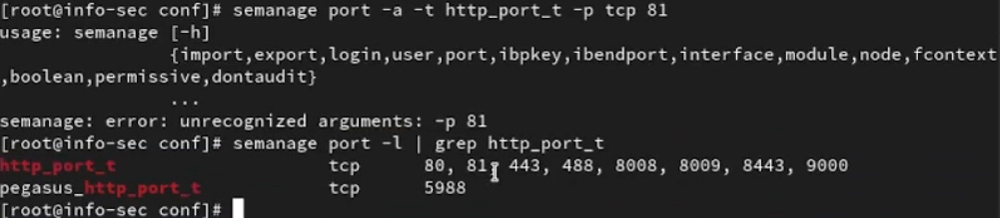 [root@info-sec conf]# semanage port -a -t http_port_t -p tcp 81
usage: semanage [-h]
{import,export,login,user,port,ibpkey,ibendport,interface,module,node,fcontext
,boolean,permissive,dontaudit}
...
semanage: error: unrecognized arguments: -p 81
[root@info-sec conf]# semanage port -l | grep http_port_t
http_port_t tcp 80, 81, 443, 488, 8008, 8009, 8443, 9000
pegasus_http_port_t tcp 5988
[root@info-sec conf]#